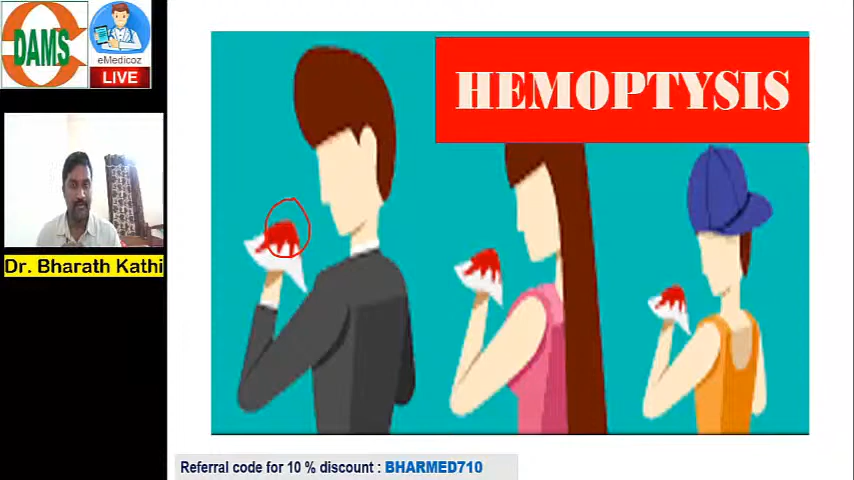 DAMS
eMedicoz
LIVE
HEMOPTYSIS
Dr. Bharath Kathi
Referral code for 10 % discount : BHARMED710